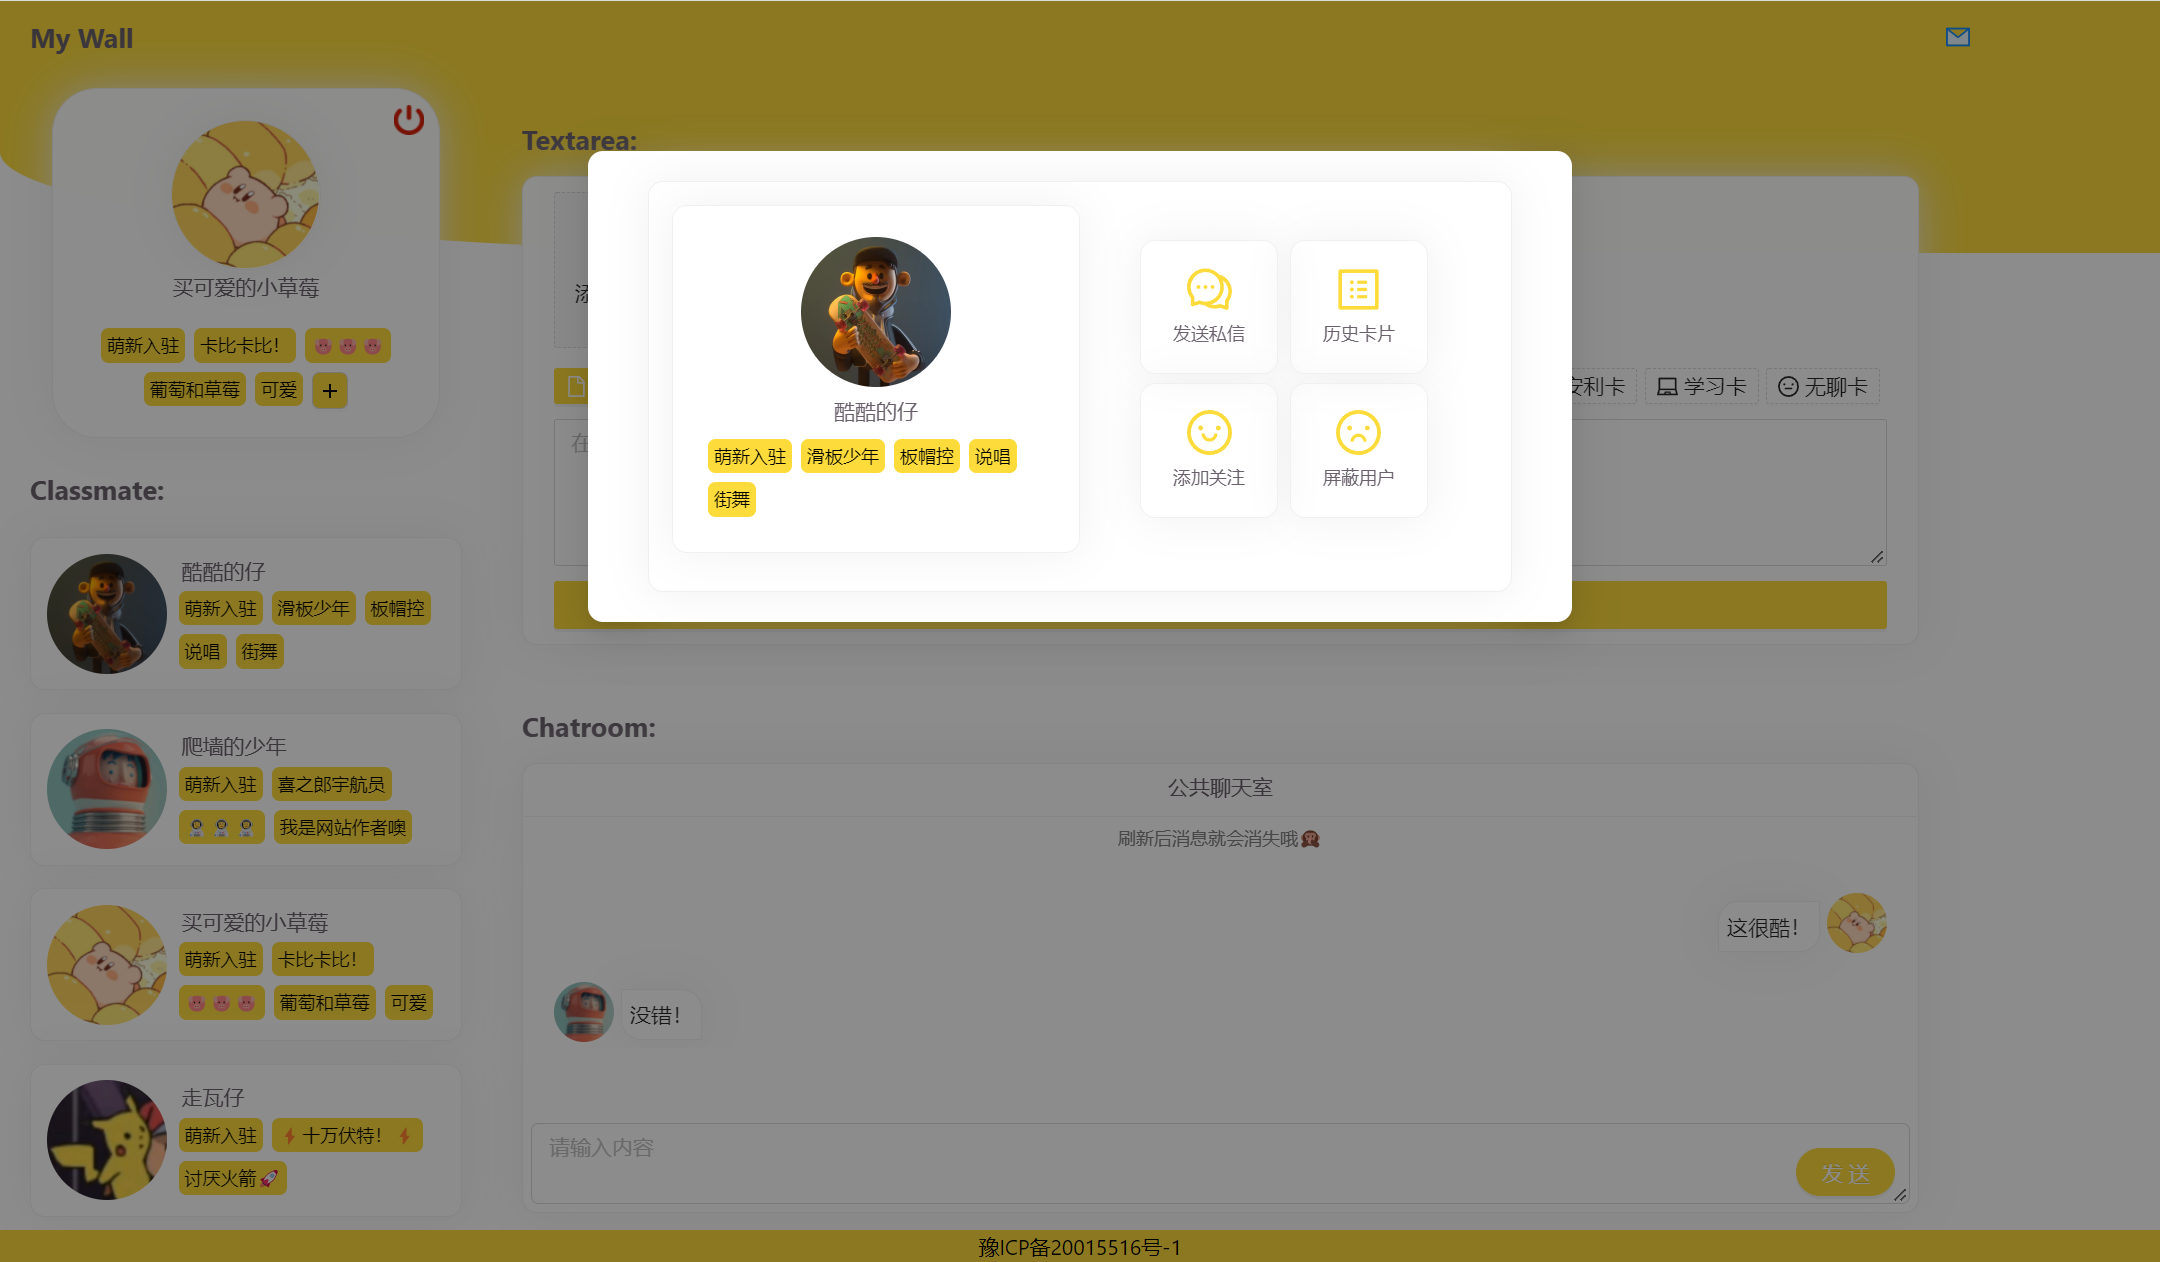 My Wall
买可爱的小草莓
萌新入驻 卡比卡比！
葡萄和草莓 可爱 +
Classmate:
酷酷的仔
萌新入驻 滑板少年 板帽控
说唱 街舞
爬墙的少年
萌新入驻 喜之郎宇航员
我是网站作者噢
买可爱的小草莓
萌新入驻 卡比卡比！
葡萄和草莓 可爱
走瓦仔
萌新入驻 十万伏特！
讨厌火箭🚀
Textarea:
添
安利卡 学习卡 无聊卡
在
酷酷的仔
萌新入驻 滑板少年 板帽控 说唱
街舞
发送私信 历史卡片
添加关注 屏蔽用户
Chatroom:
公共聊天室
刷新后消息就会消失哦🙊
这很酷！
没错！
请输入内容
发 送
豫ICP备20015516号-1